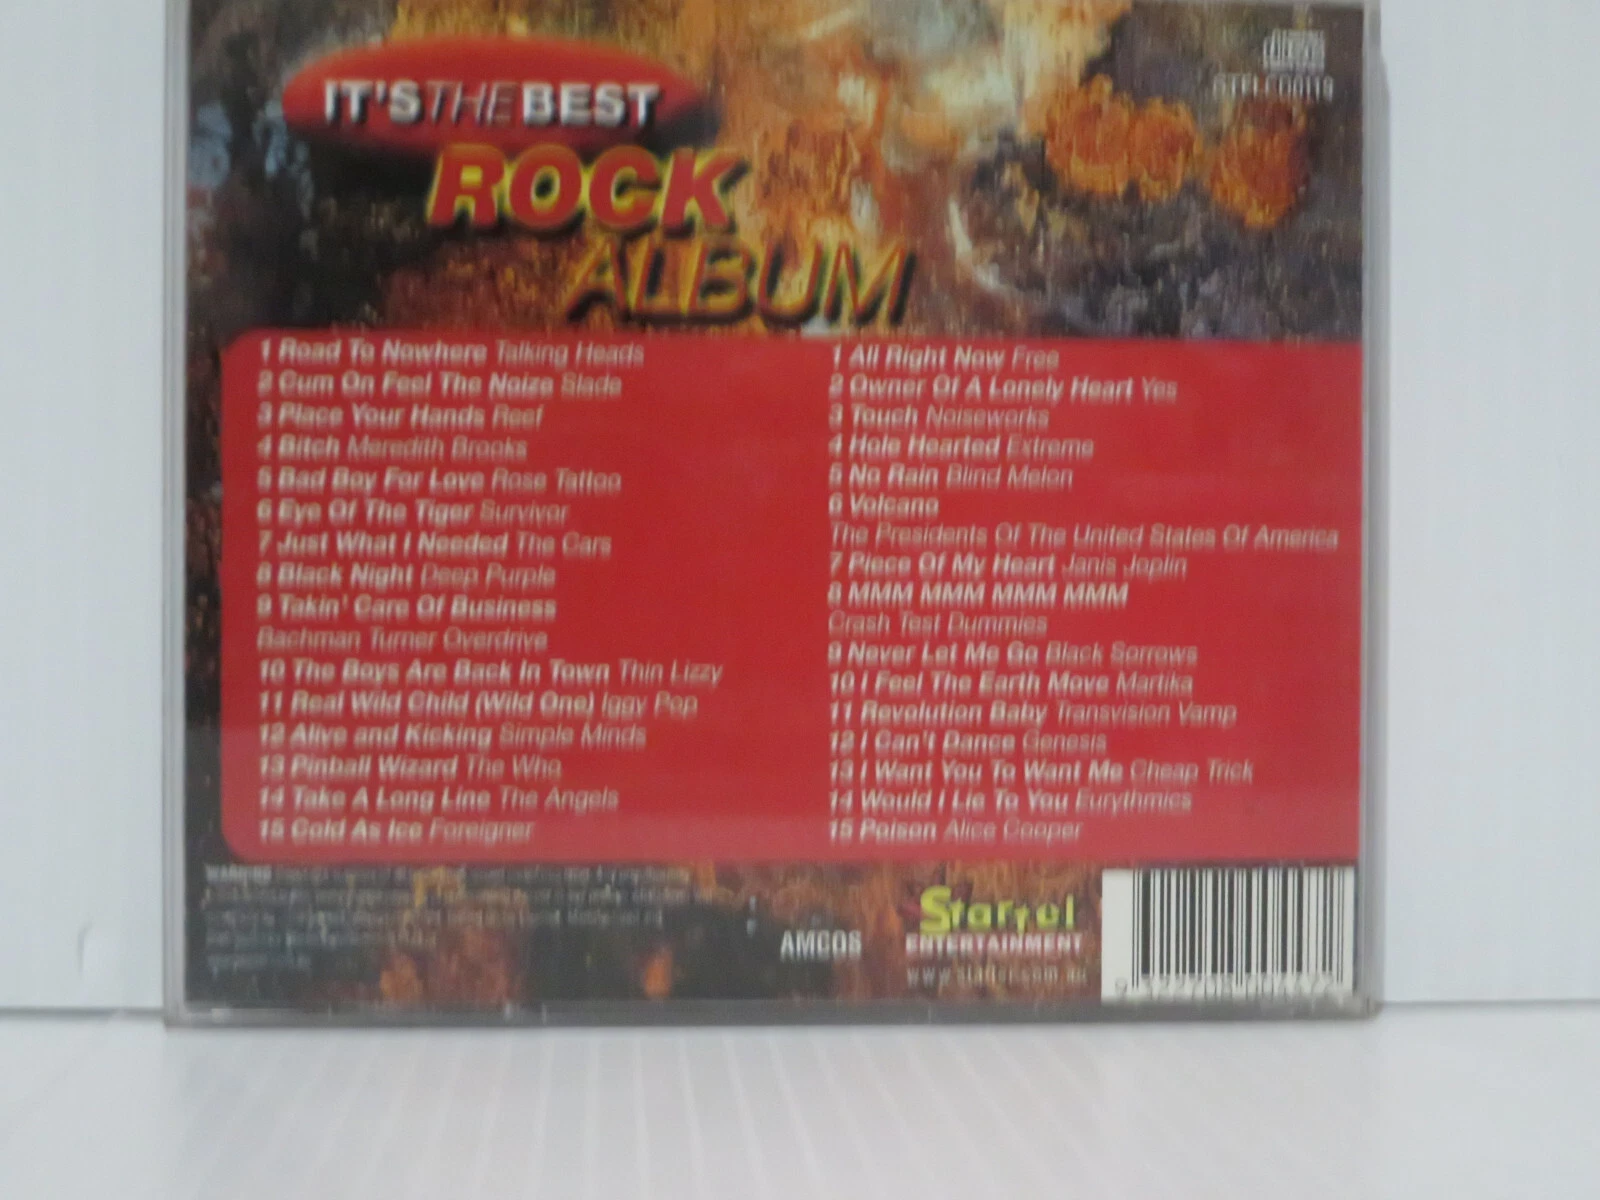 IT'S THE BEST
ROCK
ALBUM
1 Road To Nowhere Talking Heads
2 Cum On Feel The Noize Slade
3 Place Your Hands Reef
4 Bitch Meredith Brooks
5 Bad Boy For Love Rose Tattoo
6 Eye Of The Tiger Survivor
7 Just What I Needed The Cars
8 Black Night Deep Purple
9 Takin' Care Of Business
Bachman Turner Overdrive
10 The Boys Are Back In Town Thin Lizzy
11 Real Wild Child (Wild One) Iggy Pop
12 Alive and Kicking Simple Minds
13 Pinball Wizard The Who
14 Take A Long Line The Angels
15 Cold As Ice Foreigner
1 All Right Now Free
2 Owner Of A Lonely Heart Yes
3 Touch Noiseworks
4 Hole Hearted Extreme
5 No Rain Blind Melon
6 Volcano
The Presidents Of The United States Of America
7 Piece Of My Heart Janis Joplin
8 MMM MMM MMM MMM
Crash Test Dummies
9 Never Let Me Go Black Sorrows
10 I Feel The Earth Move Martika
11 Revolution Baby Transvision Vamp
12 I Can't Dance Genesis
13 I Want You To Want Me Cheap Trick
14 Would I Lie To You Eurythmics
15 Poison Alice Cooper
WARNING
AMCOS
Startel
ENTERTAINMENT
www.startel.com.au